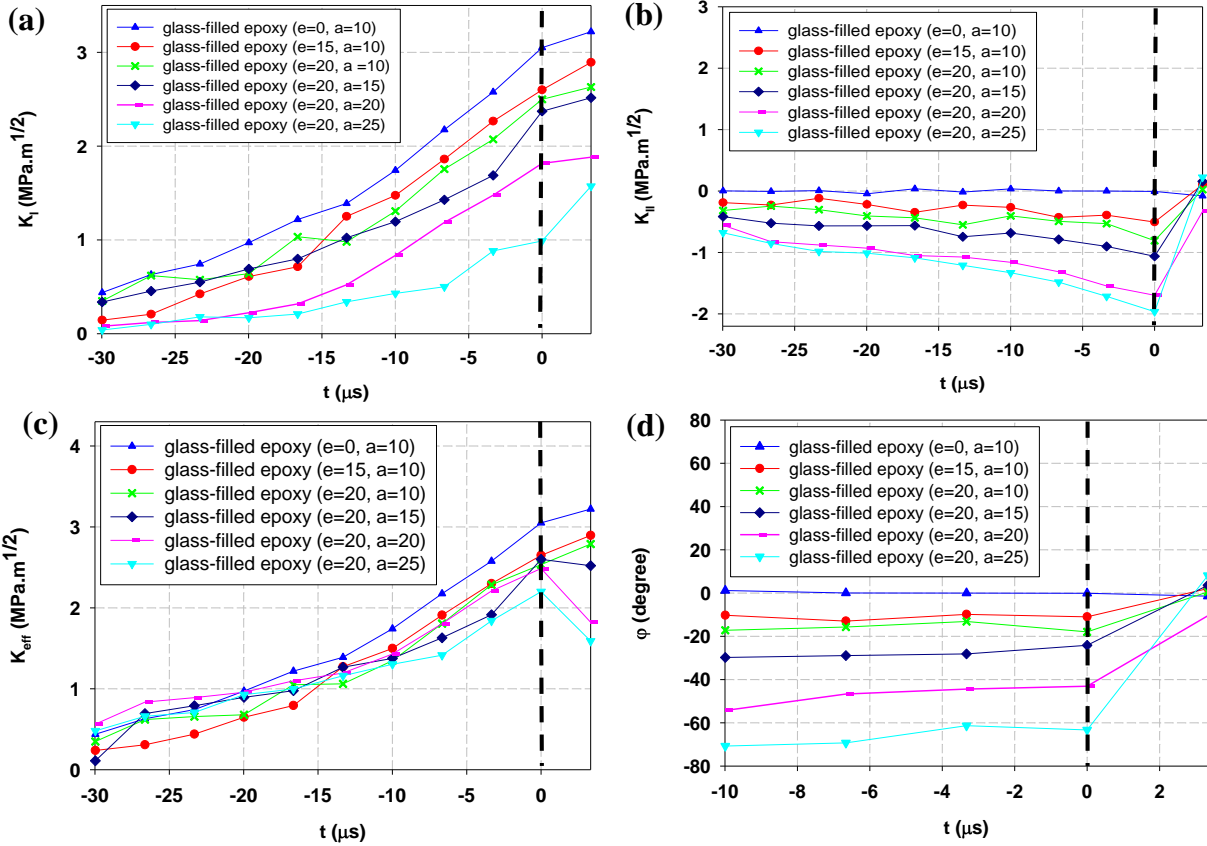 (a)
glass-filled epoxy (e=0, a=10)
glass-filled epoxy (e=15, a=10)
glass-filled epoxy (e=20, a =10)
glass-filled epoxy (e=20, a=15)
glass-filled epoxy (e=20, a=20)
glass-filled epoxy (e=20, a=25)
K_I (MPa.m^1/2)
3
2
1
0
-30 -25 -20 -15 -10 -5 0
t (μs)
(b)
glass-filled epoxy (e=0, a=10)
glass-filled epoxy (e=15, a=10)
glass-filled epoxy (e=20, a=10)
glass-filled epoxy (e=20, a=15)
glass-filled epoxy (e=20, a=20)
glass-filled epoxy (e=20, a=25)
K_II (MPa.m^1/2)
3
2
1
0
-1
-2
-30 -25 -20 -15 -10 -5 0
t (μs)
(c)
glass-filled epoxy (e=0, a=10)
glass-filled epoxy (e=15, a=10)
glass-filled epoxy (e=20, a=10)
glass-filled epoxy (e=20, a=15)
glass-filled epoxy (e=20, a=20)
glass-filled epoxy (e=20, a=25)
K_eff (MPa.m^1/2)
4
3
2
1
0
-30 -25 -20 -15 -10 -5 0
t (μs)
(d)
glass-filled epoxy (e=0, a=10)
glass-filled epoxy (e=15, a=10)
glass-filled epoxy (e=20, a=10)
glass-filled epoxy (e=20, a=15)
glass-filled epoxy (e=20, a=20)
glass-filled epoxy (e=20, a=25)
φ (degree)
80
60
40
20
0
-20
-40
-60
-80
-10 -8 -6 -4 -2 0 2
t (μs)